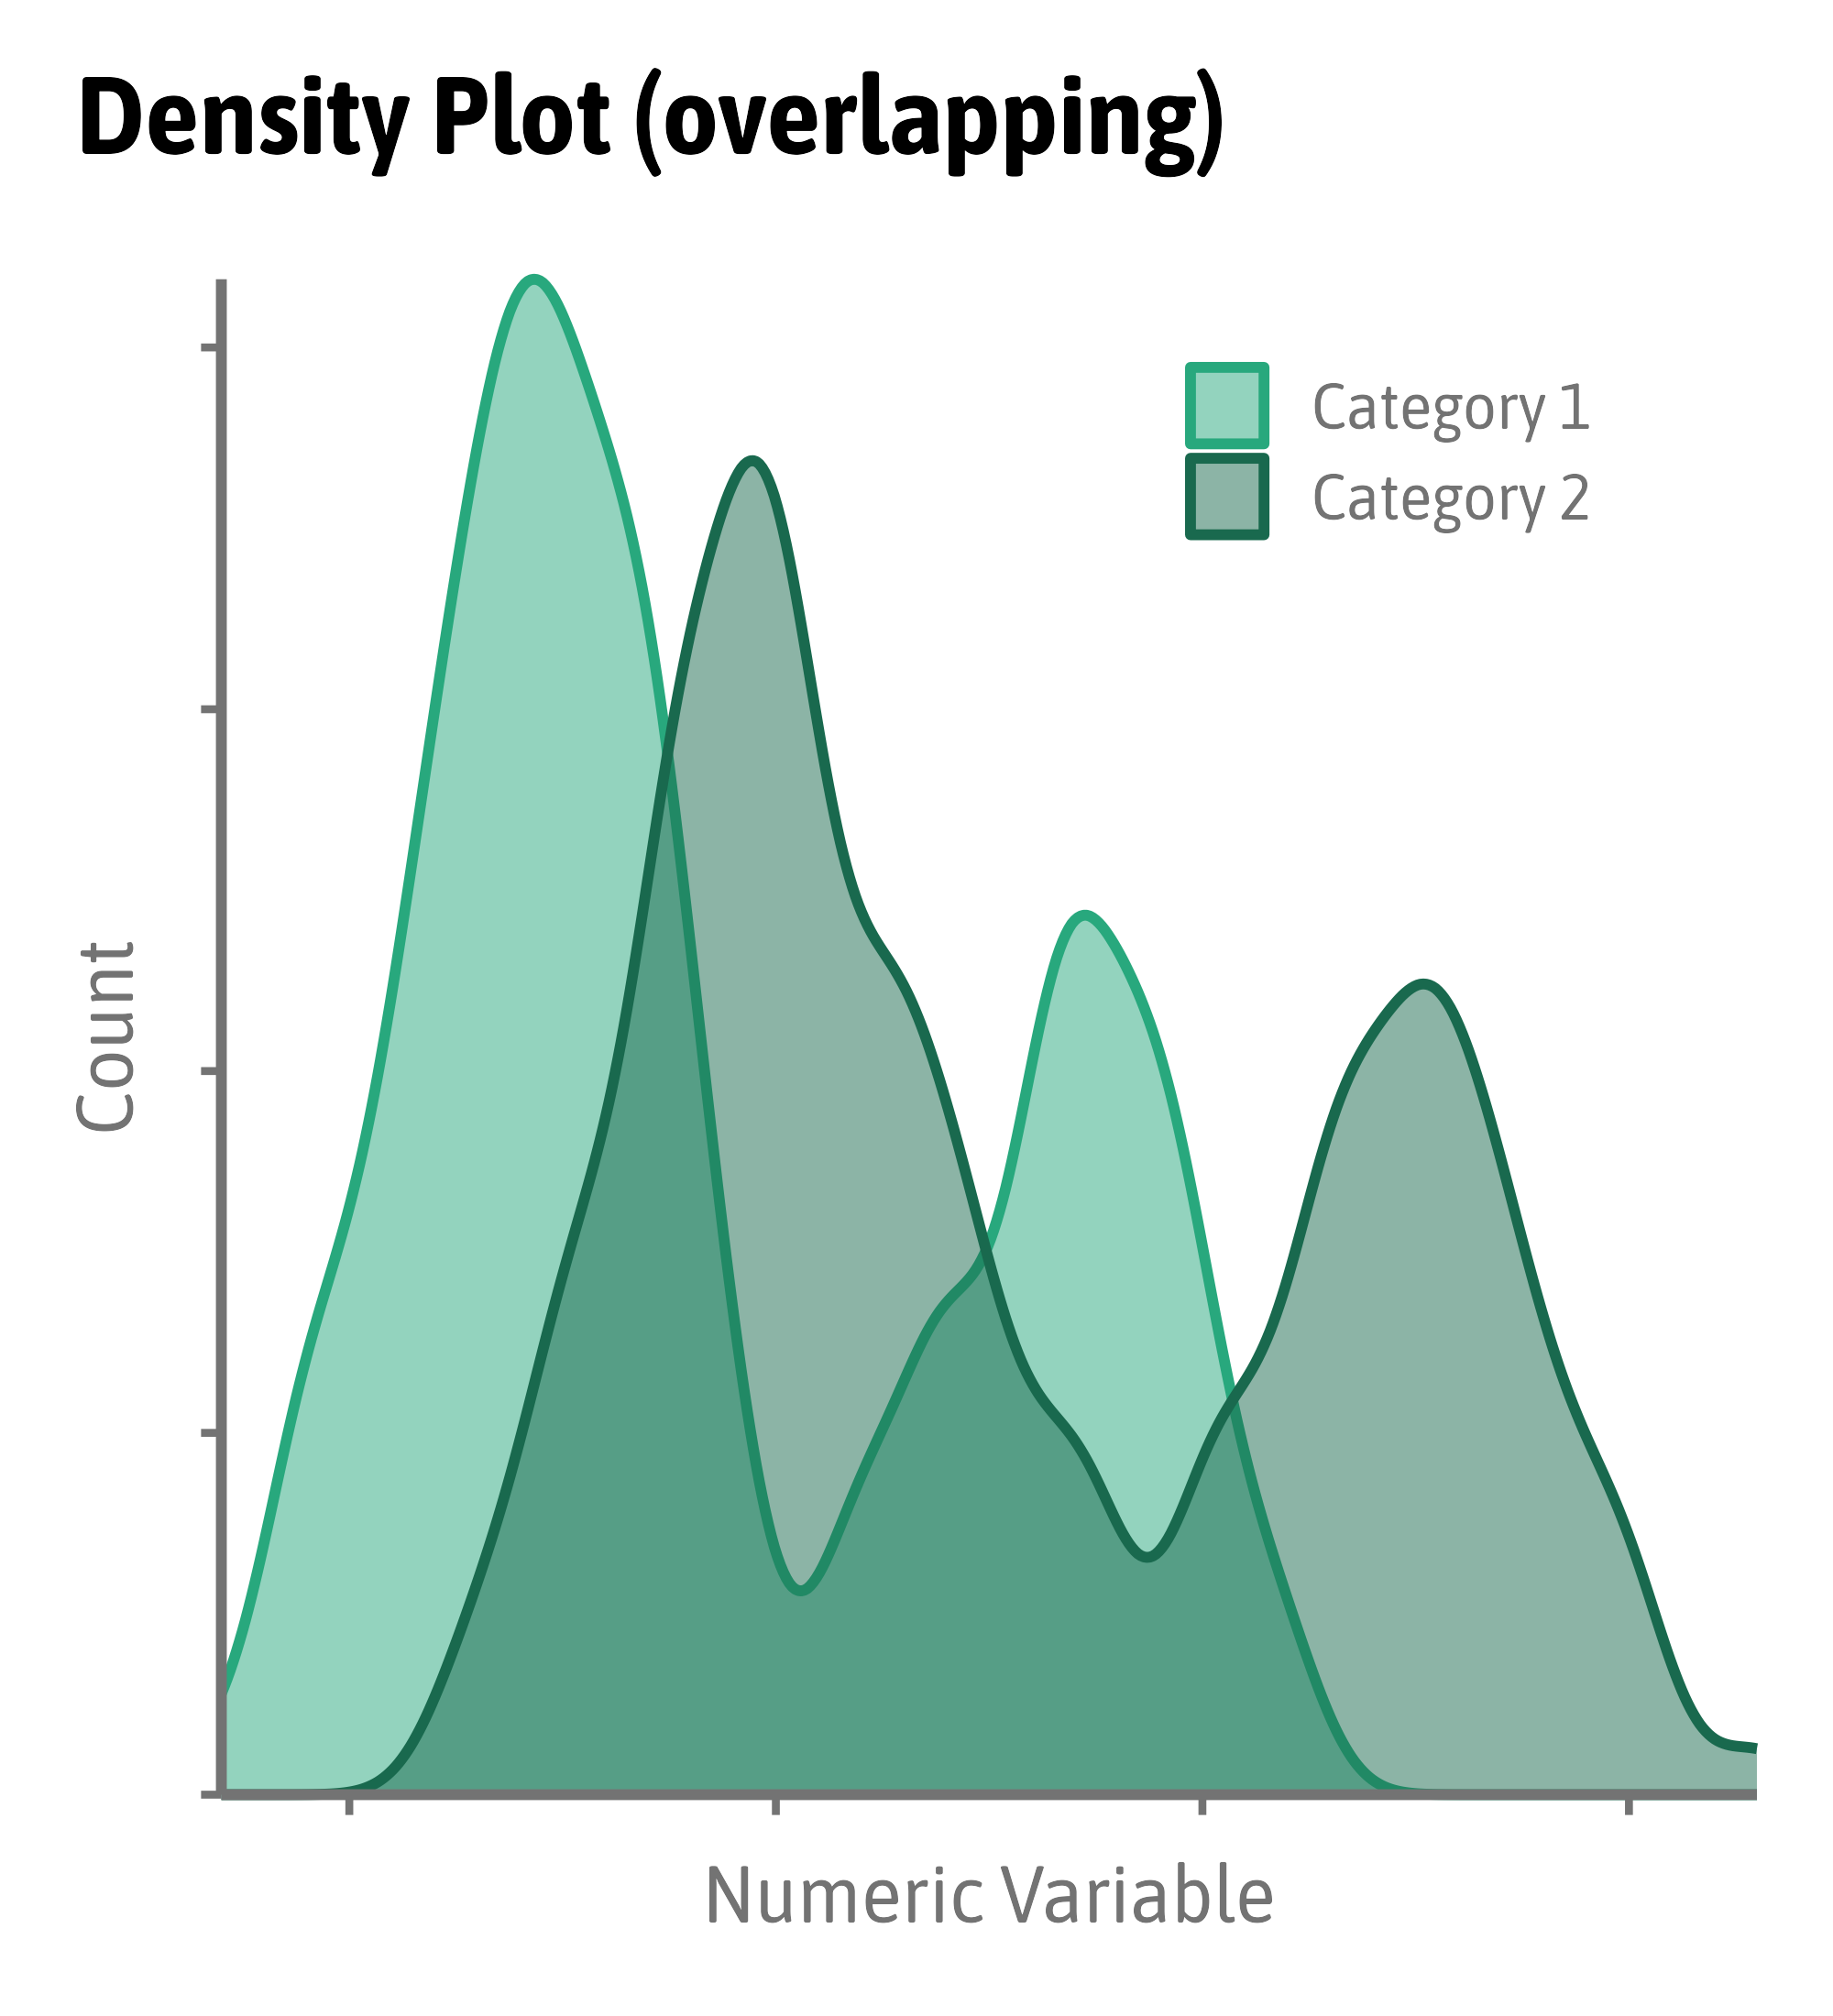 Density Plot (overlapping)
Category 1
Category 2
Count
Numeric Variable